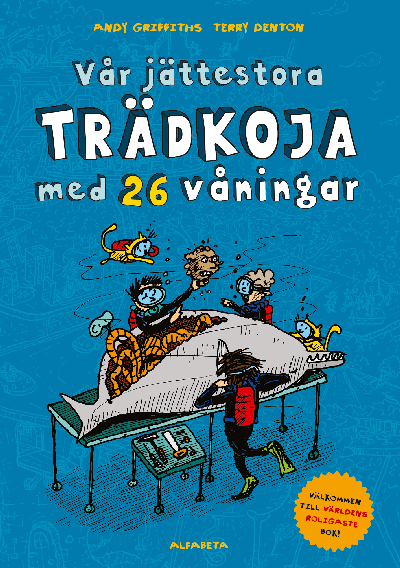 ANDY GRIFFITHS TERRY DENTON
Vår jättestora
TRÄDKOJA
med 26 våningar
VÄLKOMMEN
TILL VÄRLDENS
ROLIGASTE
BOK!
ALFABETA